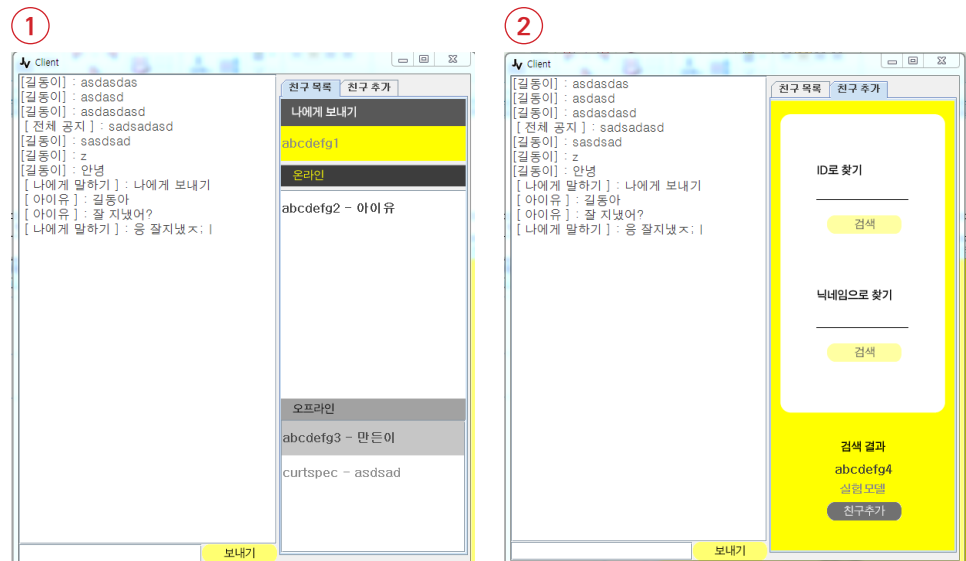 1
Client
[길동이] : asdasdas
[길동이] : asdasd
[길동이] : asdasdasd
[ 전체 공지 ] : sadsadasd
[길동이] : sasdsad
[길동이] : z
[길동이] : 안녕
[ 나에게 말하기 ] : 나에게 보내기
[ 아이유 ] : 길동아
[ 아이유 ] : 잘 지냈어?
[ 나에게 말하기 ] : 응 잘지냈ㅈ;ㅣ
보내기
친구 목록 친구 추가
나에게 보내기
abcdefg1
온라인
abcdefg2 - 아이유
오프라인
abcdefg3 - 만든이
curtspec - asdsad
2
Client
[길동이] : asdasdas
[길동이] : asdasd
[길동이] : asdasdasd
[ 전체 공지 ] : sadsadasd
[길동이] : sasdsad
[길동이] : z
[길동이] : 안녕
[ 나에게 말하기 ] : 나에게 보내기
[ 아이유 ] : 길동아
[ 아이유 ] : 잘 지냈어?
[ 나에게 말하기 ] : 응 잘지냈ㅈ;ㅣ
보내기
친구 목록 친구 추가
ID로 찾기
검색
닉네임으로 찾기
검색
검색 결과
abcdefg4
실험모델
친구추가